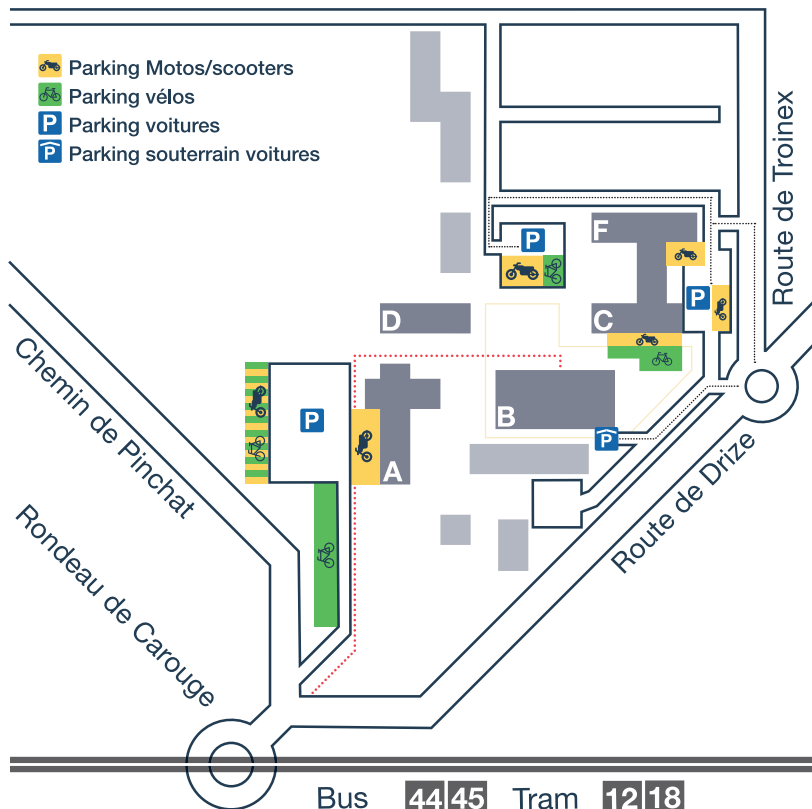 Parking Motos/scooters
Parking vélos
P Parking voitures
P Parking souterrain voitures
Route de Troinex
F
P
P
D
C
Chemin de Pinchat
P
B
P
A
Route de Drize
Rondeau de Carouge
Bus 44 45 Tram 12 18